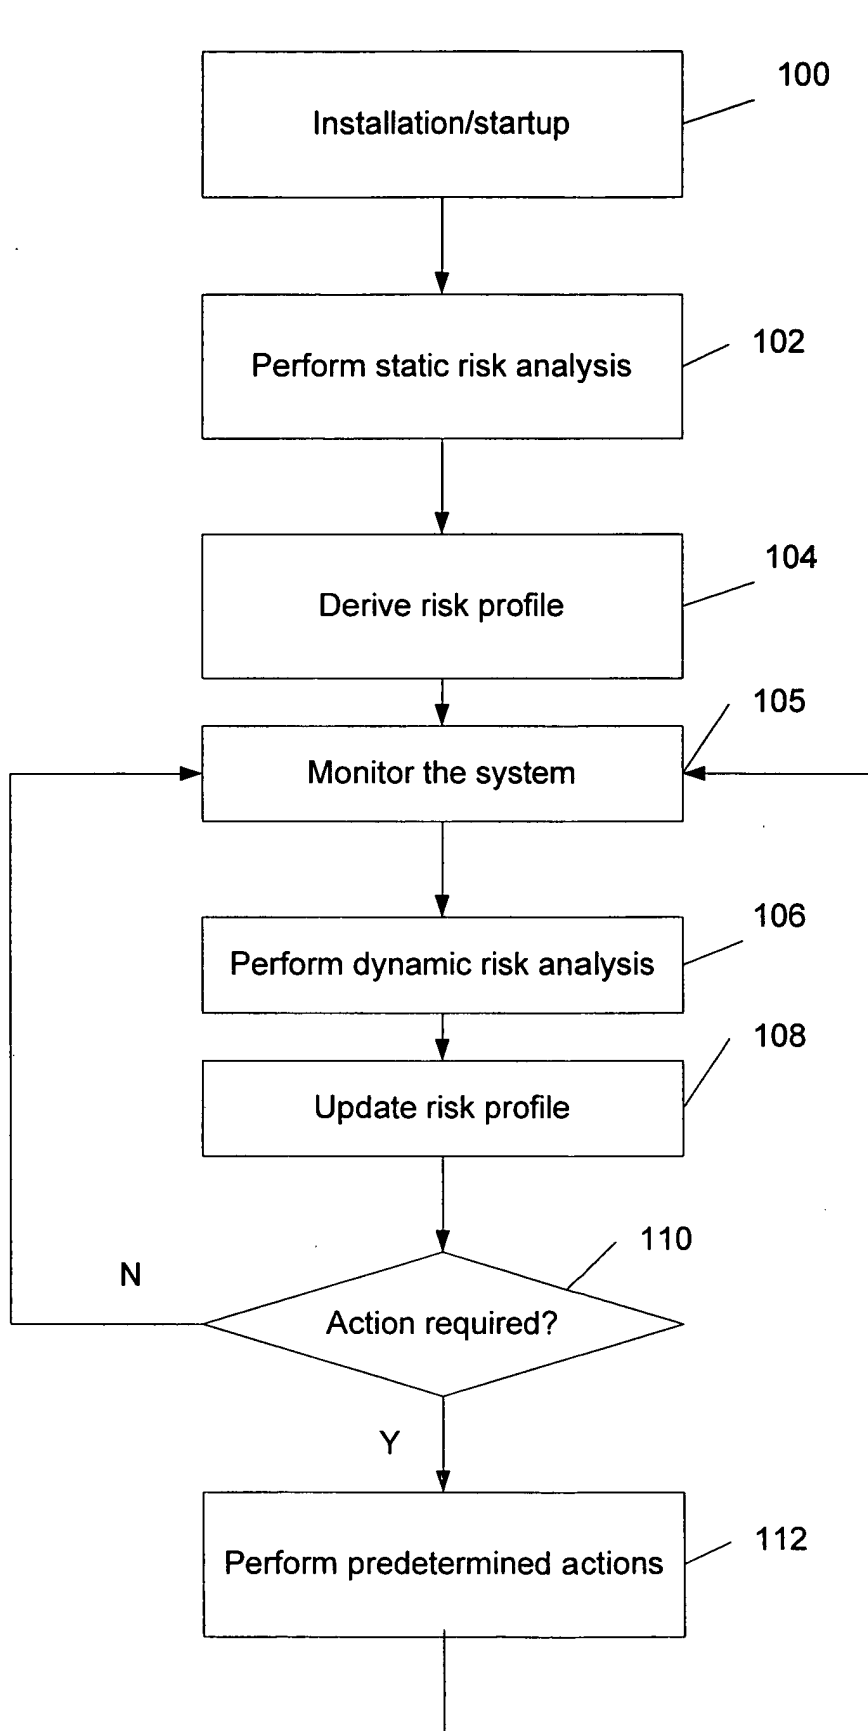 100
Installation/startup
102
Perform static risk analysis
104
Derive risk profile
105
Monitor the system
106
Perform dynamic risk analysis
108
Update risk profile
110
N
Action required?
Y
112
Perform predetermined actions